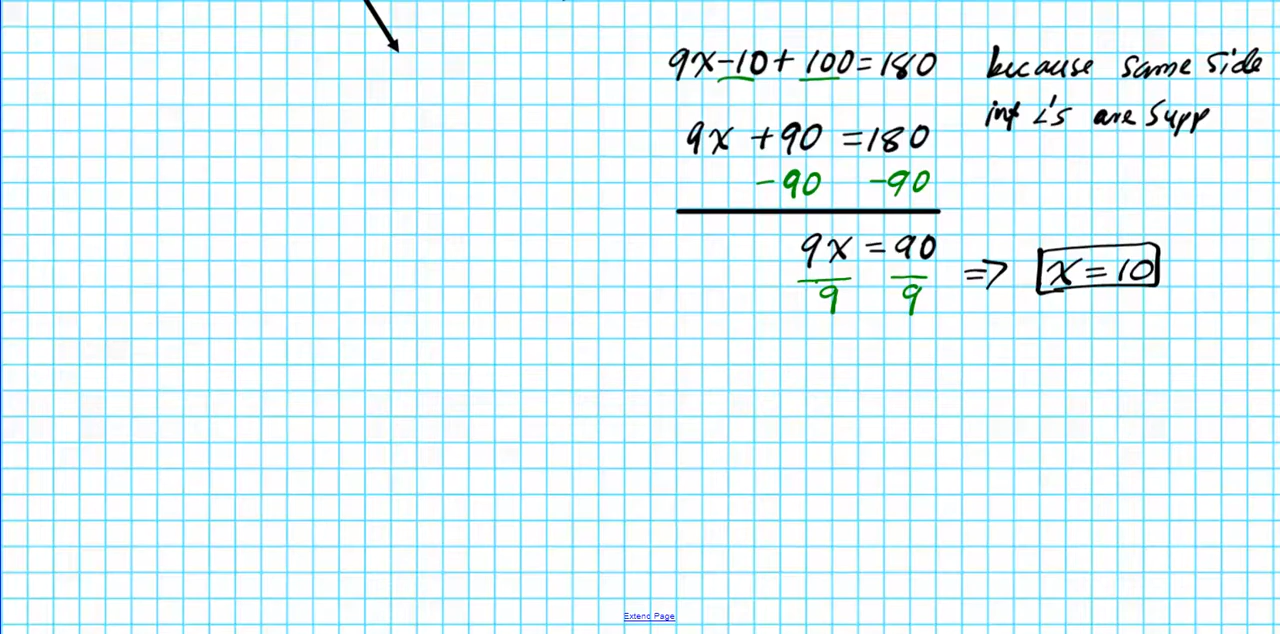 9x-10+100=180 because same side
int ∠'s are Supp
9x +90 =180
-90 -90
9x = 90
9 9
=> x = 10
Extend Page